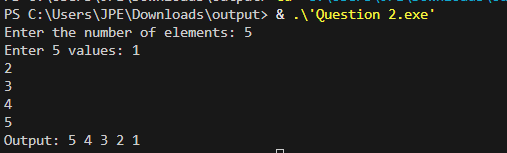 PS C:\Users\JPE\Downloads\output> & .\'Question 2.exe'
Enter the number of elements: 5
Enter 5 values: 1
2
3
4
5
Output: 5 4 3 2 1